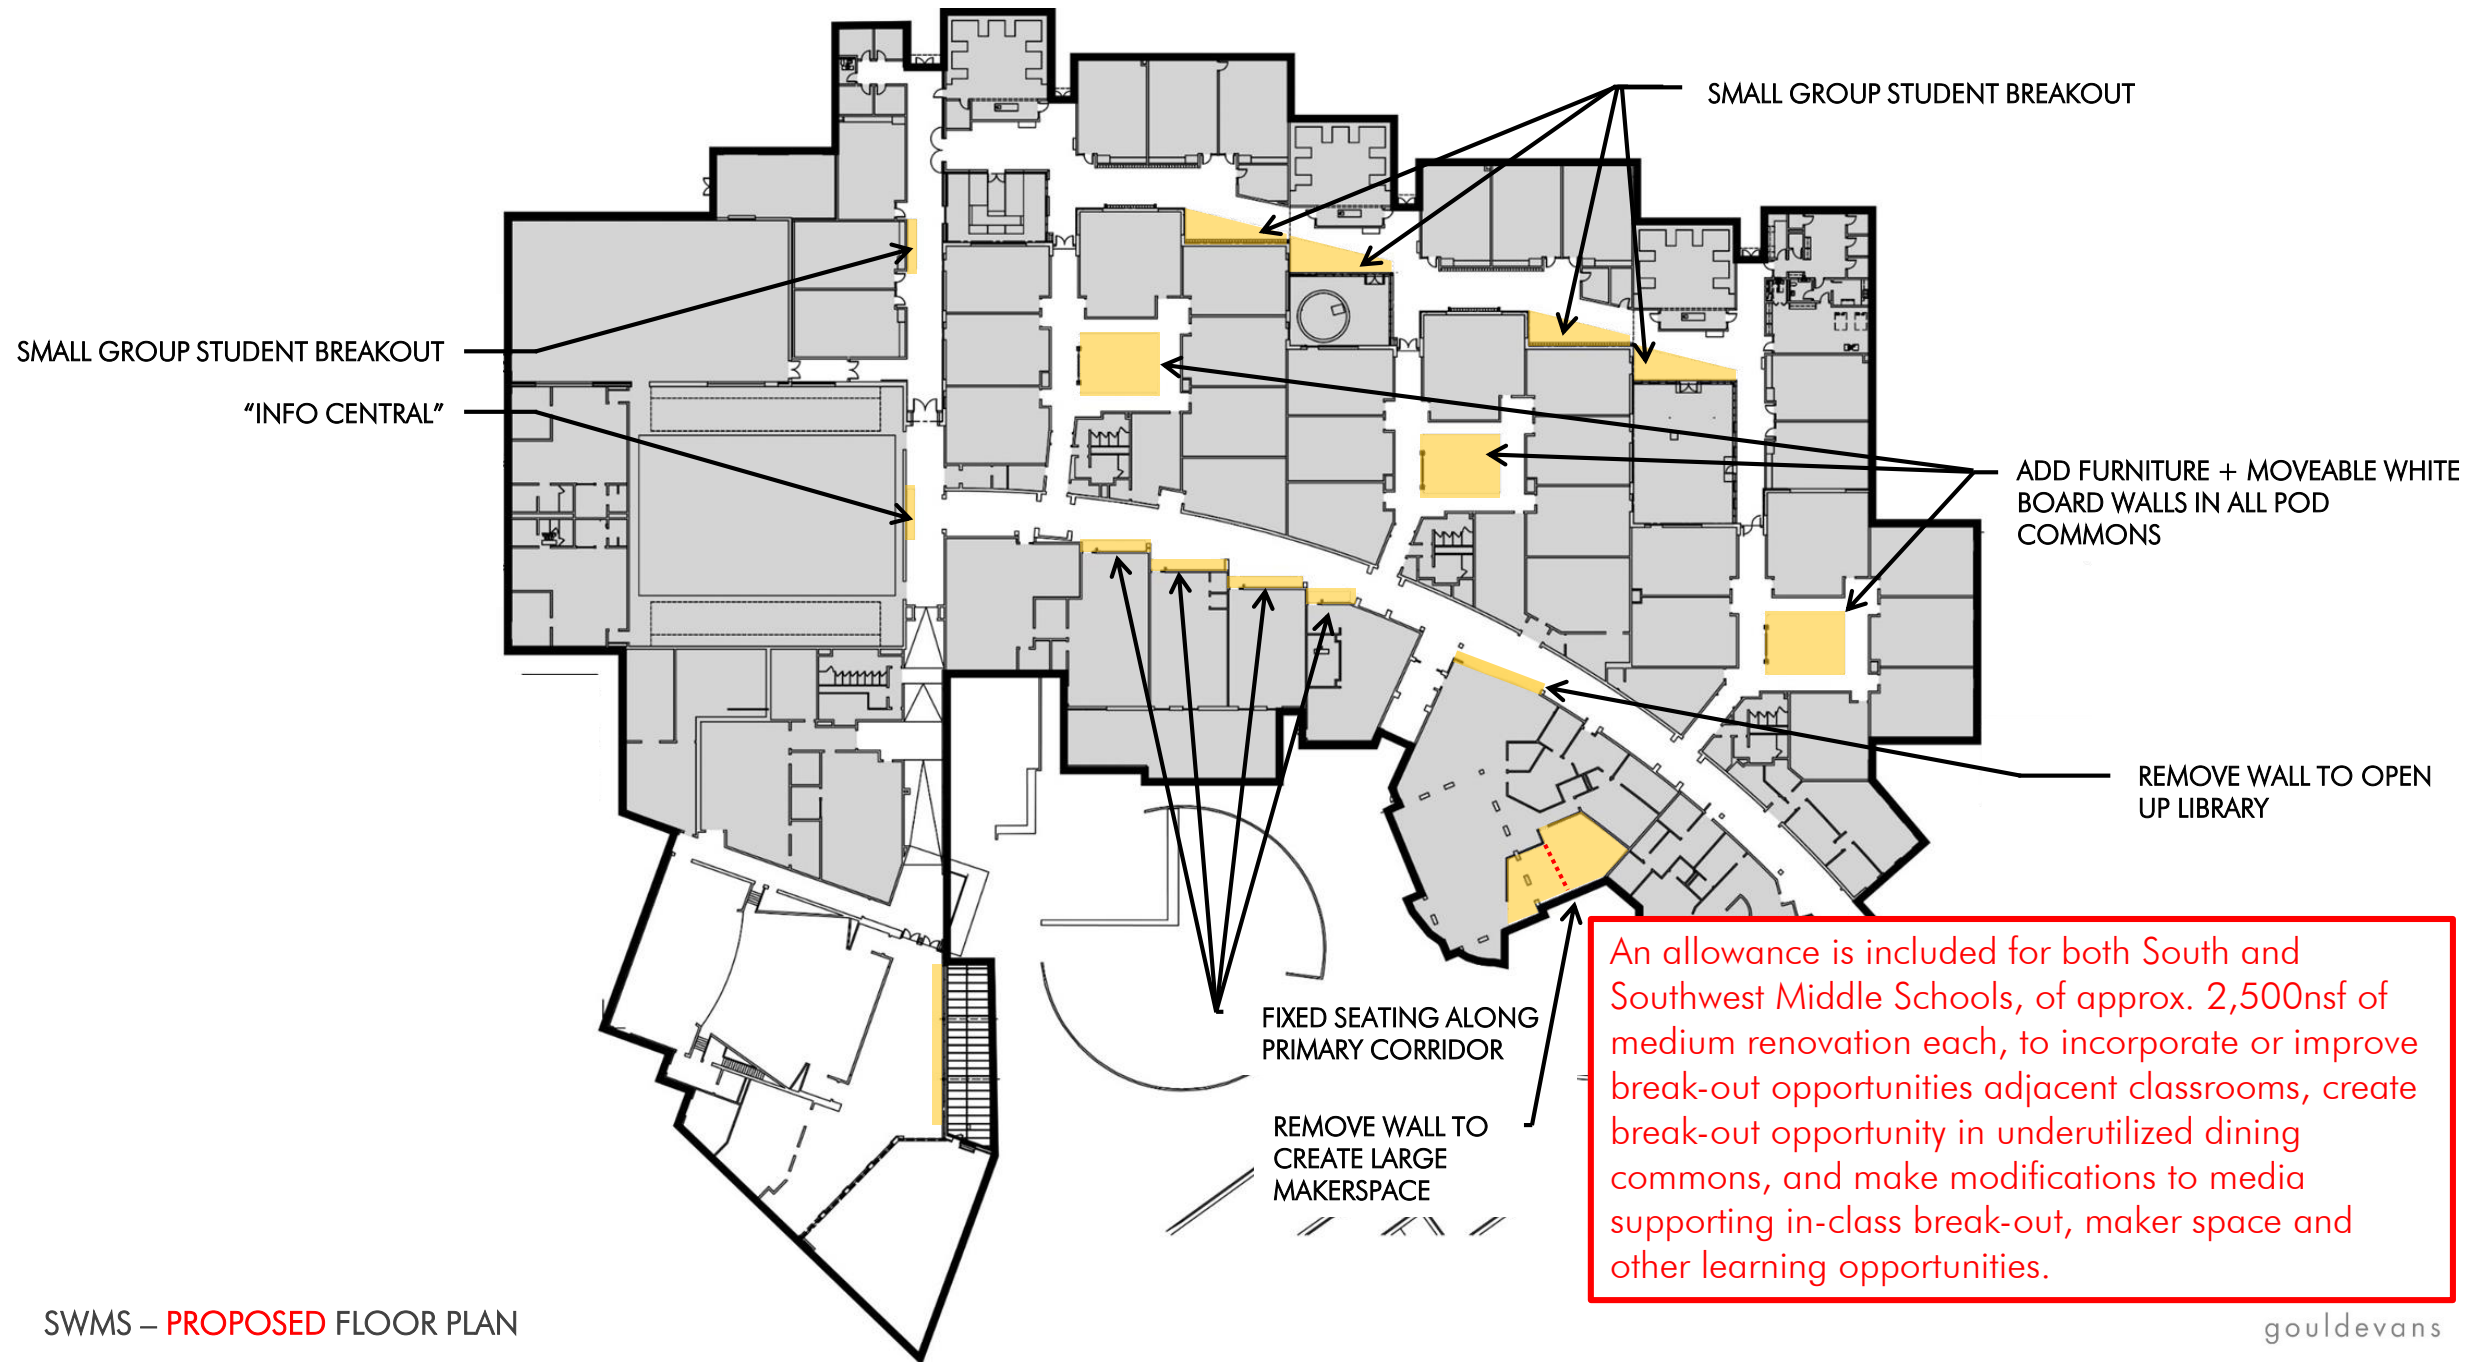 SMALL GROUP STUDENT BREAKOUT
SMALL GROUP STUDENT BREAKOUT
“INFO CENTRAL”
ADD FURNITURE + MOVEABLE WHITE
BOARD WALLS IN ALL POD
COMMONS
REMOVE WALL TO OPEN
UP LIBRARY
FIXED SEATING ALONG
PRIMARY CORRIDOR
REMOVE WALL TO
CREATE LARGE
MAKERSPACE
An allowance is included for both South and
Southwest Middle Schools, of approx. 2,500nsf of
medium renovation each, to incorporate or improve
break-out opportunities adjacent classrooms, create
break-out opportunity in underutilized dining
commons, and make modifications to media
supporting in-class break-out, maker space and
other learning opportunities.
SWMS – PROPOSED FLOOR PLAN
gouldevans